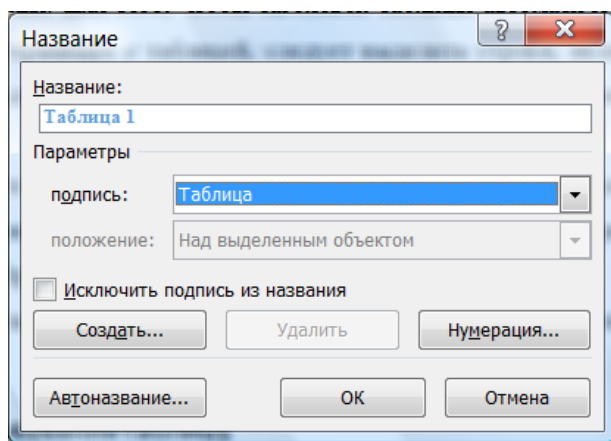 Название
Название:
Таблица 1
Параметры
подпись: Таблица
положение: Над выделенным объектом
Исключить подпись из названия
Создать... Удалить Нумерация...
Автоназвание... ОК Отмена